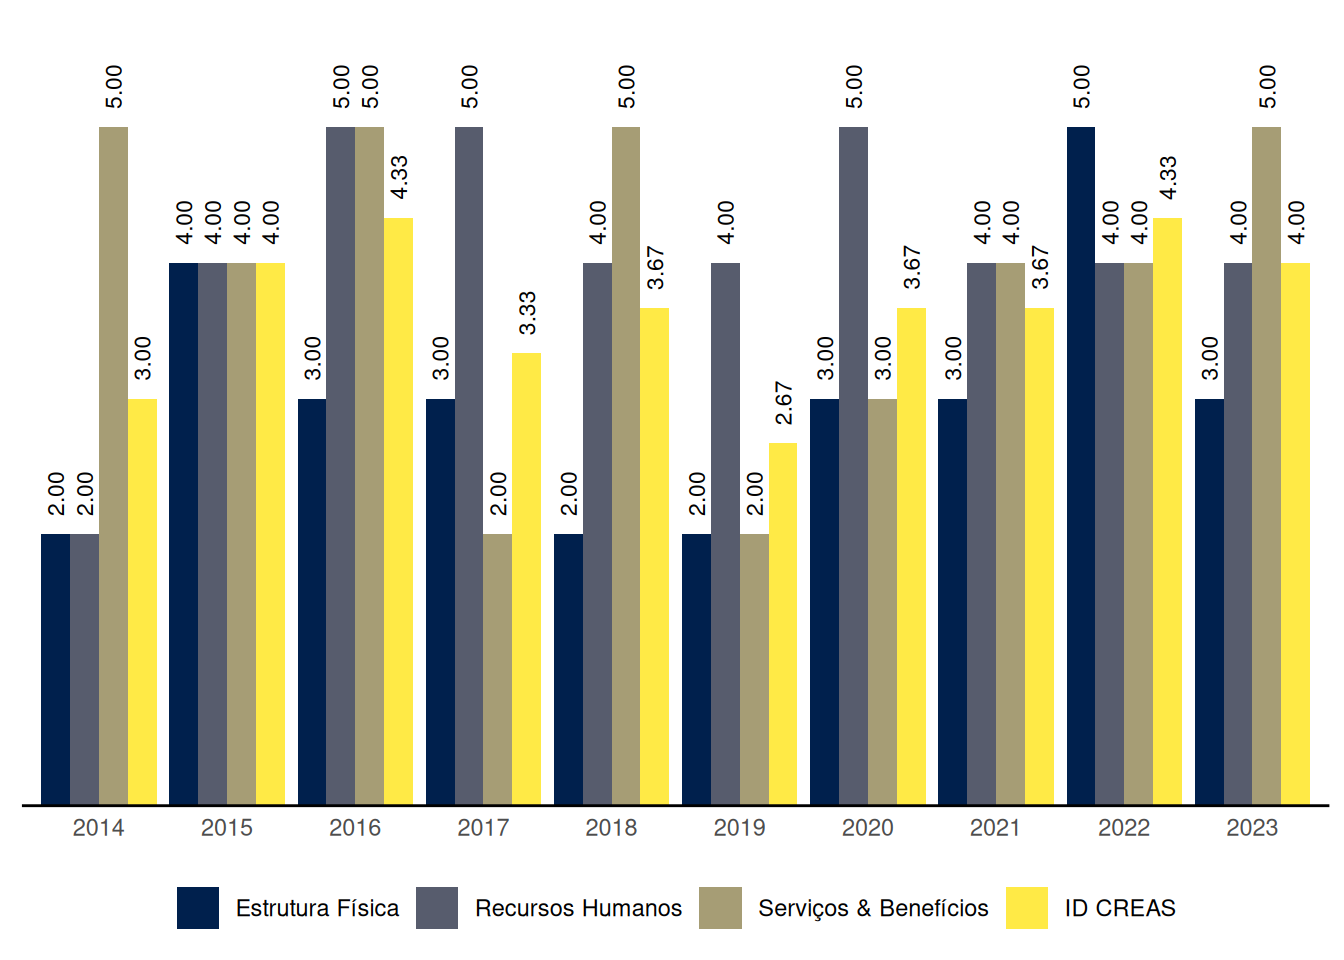 2.00 2.00 5.00 3.00
4.00 4.00 4.00 4.00
3.00 5.00 5.00 4.33
3.00 5.00 2.00 3.33
2.00 4.00 5.00 3.67
2.00 4.00 2.00 2.67
3.00 5.00 3.00 3.67
3.00 4.00 4.00 3.67
5.00 4.00 4.00 4.33
3.00 4.00 5.00 4.00
2014 2015 2016 2017 2018 2019 2020 2021 2022 2023
Estrutura Física Recursos Humanos Serviços & Benefícios ID CREAS